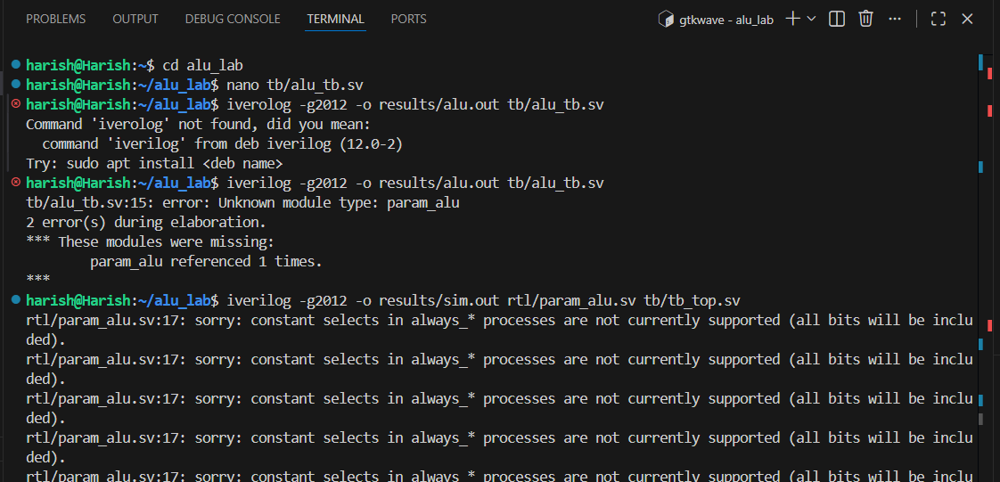 PROBLEMS OUTPUT DEBUG CONSOLE TERMINAL PORTS gtkwave - alu_lab
harish@Harish:~$ cd alu_lab
harish@Harish:~/alu_lab$ nano tb/alu_tb.sv
harish@Harish:~/alu_lab$ iverolog -g2012 -o results/alu.out tb/alu_tb.sv
Command 'iverolog' not found, did you mean:
  command 'iverilog' from deb iverilog (12.0-2)
Try: sudo apt install <deb name>
harish@Harish:~/alu_lab$ iverilog -g2012 -o results/alu.out tb/alu_tb.sv
tb/alu_tb.sv:15: error: Unknown module type: param_alu
2 error(s) during elaboration.
*** These modules were missing:
        param_alu referenced 1 times.
***
harish@Harish:~/alu_lab$ iverilog -g2012 -o results/sim.out rtl/param_alu.sv tb/tb_top.sv
rtl/param_alu.sv:17: sorry: constant selects in always_* processes are not currently supported (all bits will be inclu
ded).
rtl/param_alu.sv:17: sorry: constant selects in always_* processes are not currently supported (all bits will be inclu
ded).
rtl/param_alu.sv:17: sorry: constant selects in always_* processes are not currently supported (all bits will be inclu
ded).
rtl/param_alu.sv:17: sorry: constant selects in always_* processes are not currently supported (all bits will be inclu
ded).
rtl/param_alu.sv:17: sorry: constant selects in always_* processes are not currently supported (all bits will be inclu